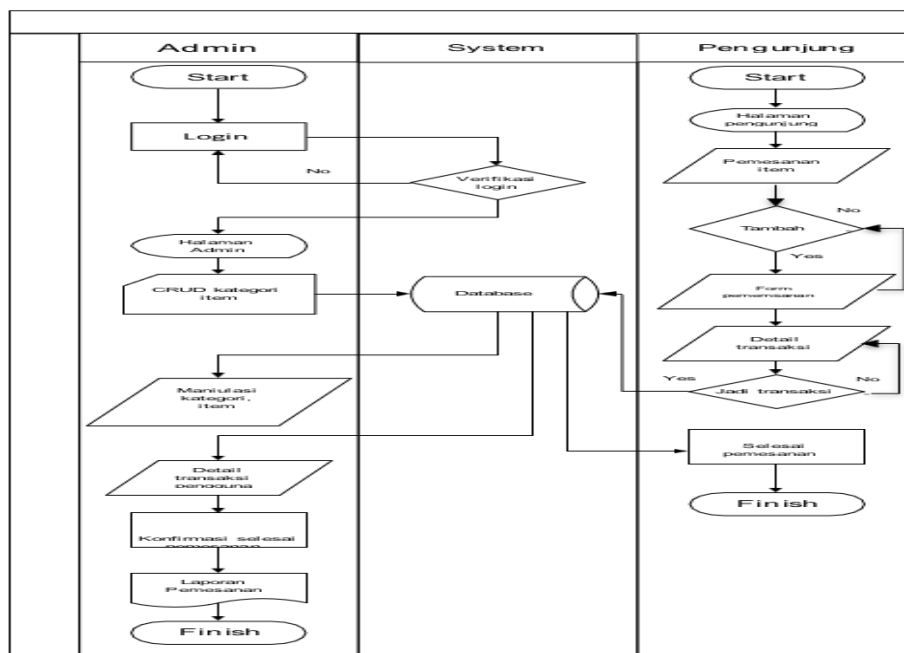 Admin
System
Pengunjung
Start
Login
No
Verifikasi
login
Halaman
Admin
CRUD kategori
item
Database
Maniulasi
kategori,
item
Detail
transaksi
pengguna
Konfirmasi selesai
pemesanan
Laporan
Pemesanan
Finish
Start
Halaman
pengunjung
Pemesanan
item
Tambah
No
Yes
Form
Detail
transaksi
Yes
Jadi transaksi
No
Selesai
pemesanan
Finish